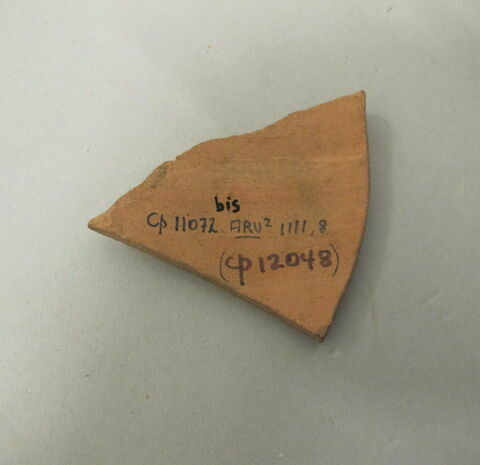 bis
Cp 11072 ARV² 1111, 8
(Cp 12048)